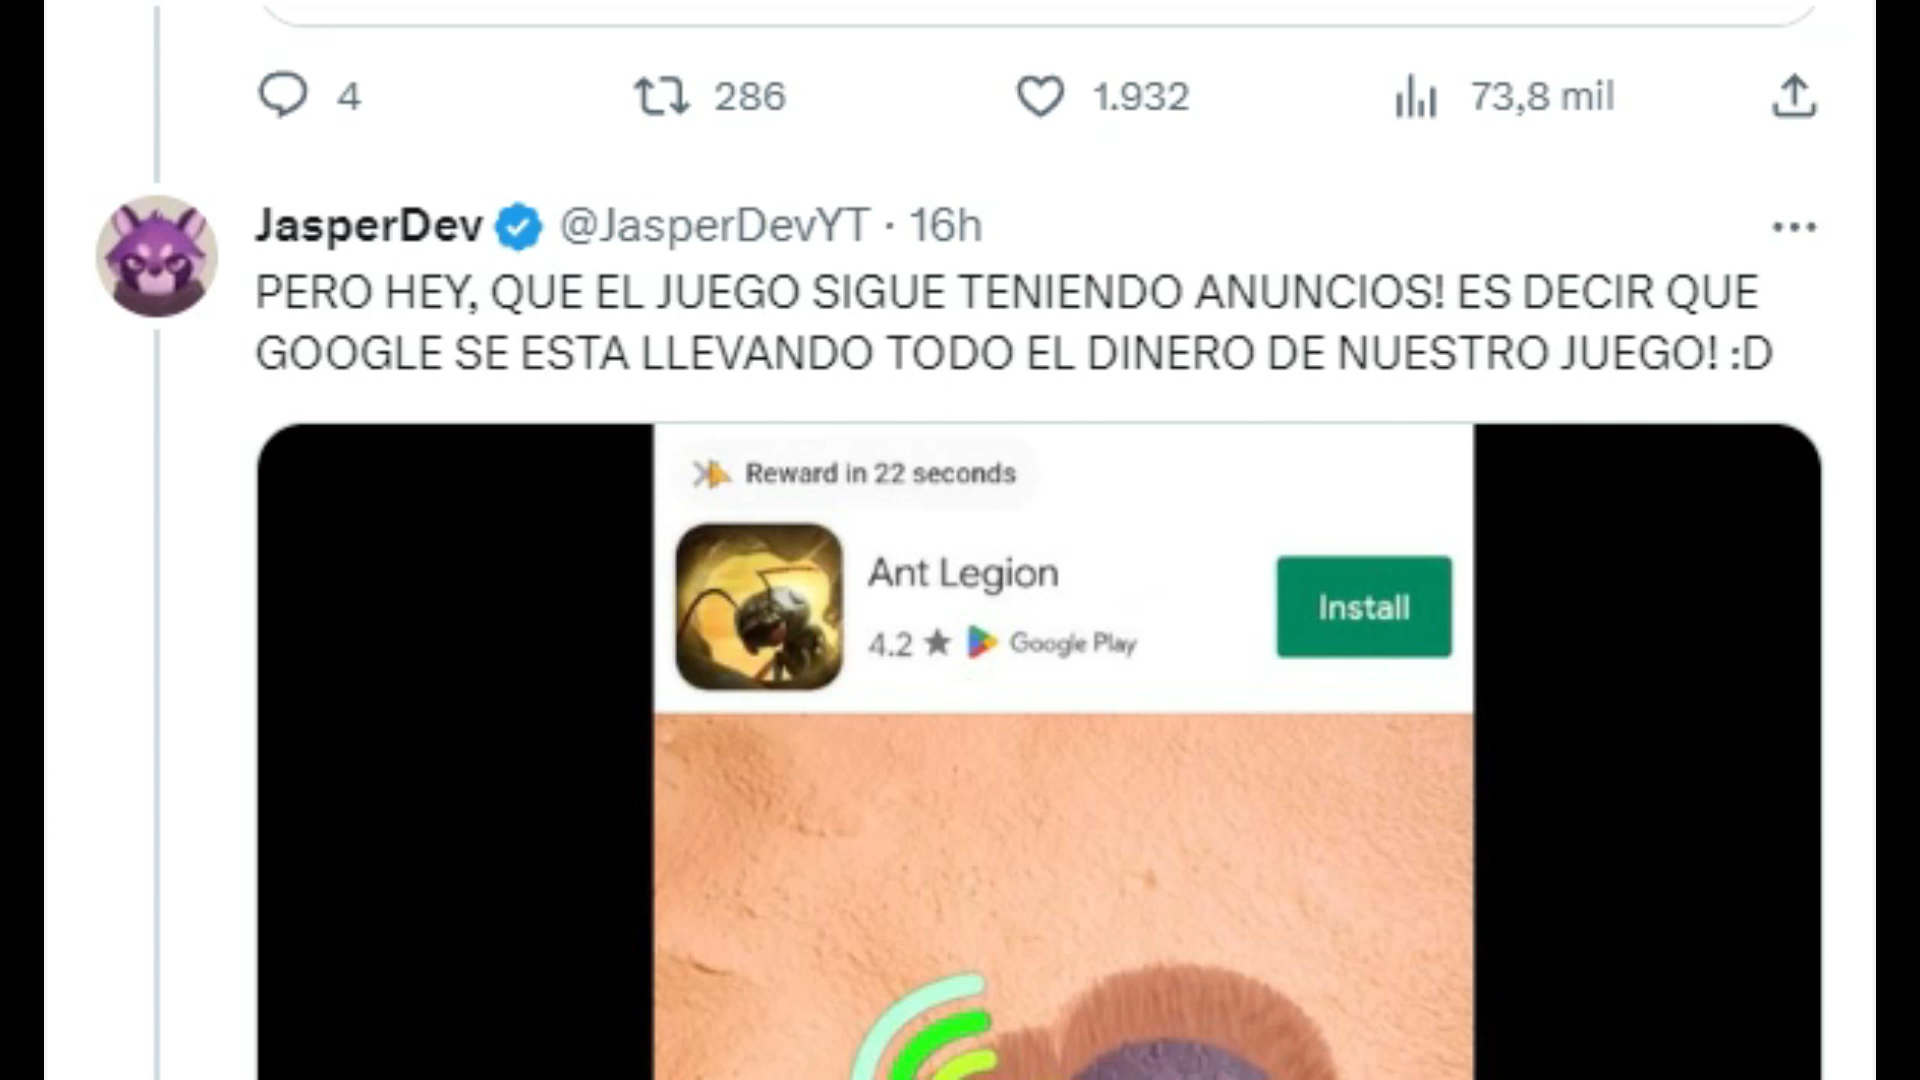 4 286 1.932 73,8 mil
JasperDev @JasperDevYT · 16h
PERO HEY, QUE EL JUEGO SIGUE TENIENDO ANUNCIOS! ES DECIR QUE
GOOGLE SE ESTA LLEVANDO TODO EL DINERO DE NUESTRO JUEGO! :D
Reward in 22 seconds
Ant Legion
4.2 ★ Google Play
Install